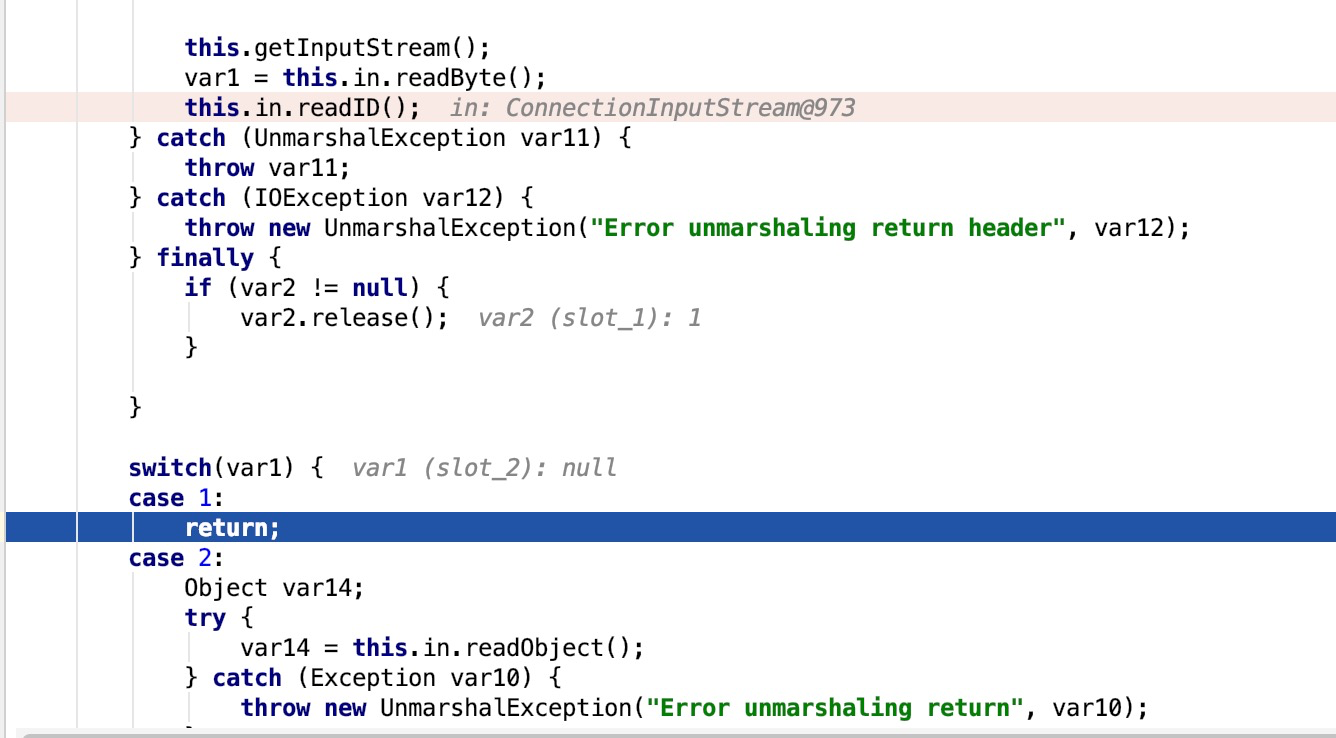 this.getInputStream();
var1 = this.in.readByte();
this.in.readID();  in: ConnectionInputStream@973
} catch (UnmarshalException var11) {
throw var11;
} catch (IOException var12) {
throw new UnmarshalException("Error unmarshaling return header", var12);
} finally {
if (var2 != null) {
var2.release();  var2 (slot_1): 1
}
}
switch(var1) {  var1 (slot_2): null
case 1:
return;
case 2:
Object var14;
try {
var14 = this.in.readObject();
} catch (Exception var10) {
throw new UnmarshalException("Error unmarshaling return", var10);